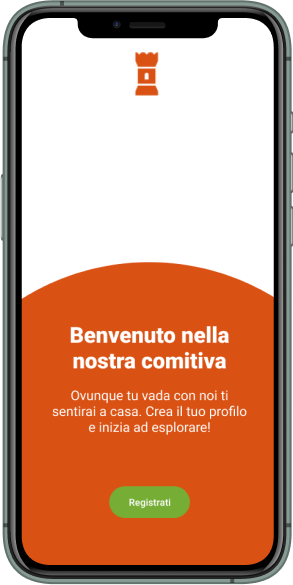 Benvenuto nella
nostra comitiva
Ovunque tu vada con noi ti
sentirai a casa. Crea il tuo profilo
e inizia ad esplorare!
Registrati